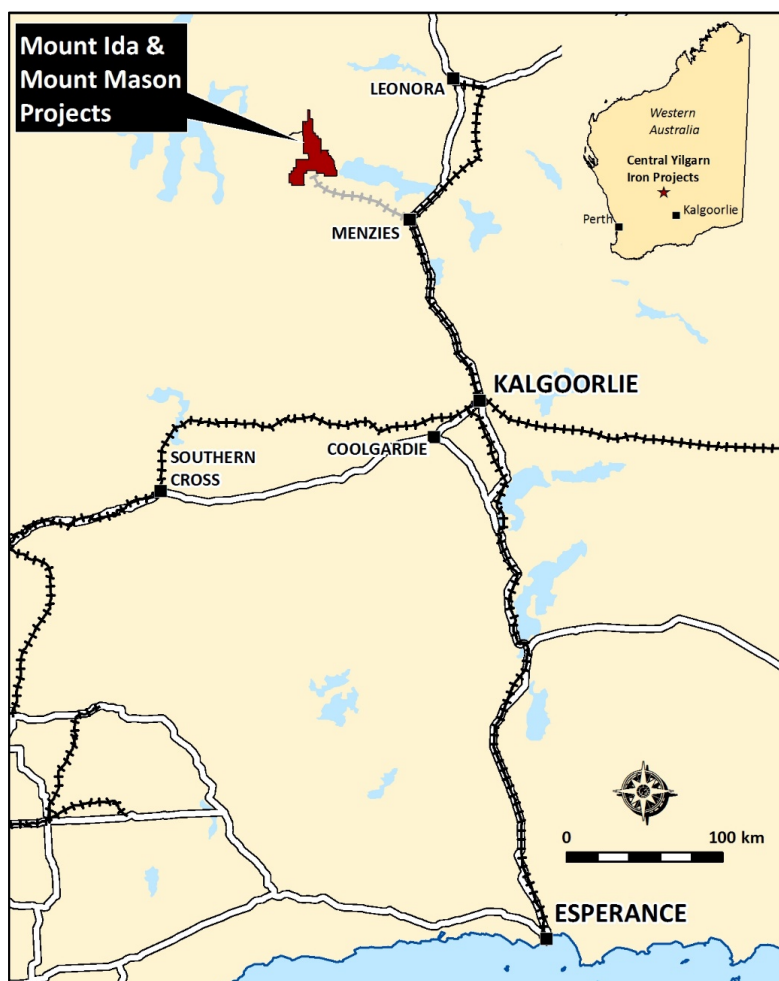 Mount Ida &
Mount Mason
Projects
LEONORA
MENZIES
KALGOORLIE
COOLGARDIE
SOUTHERN
CROSS
ESPERANCE
0 100 km
Western
Australia
Central Yilgarn
Iron Projects
Kalgoorlie
Perth